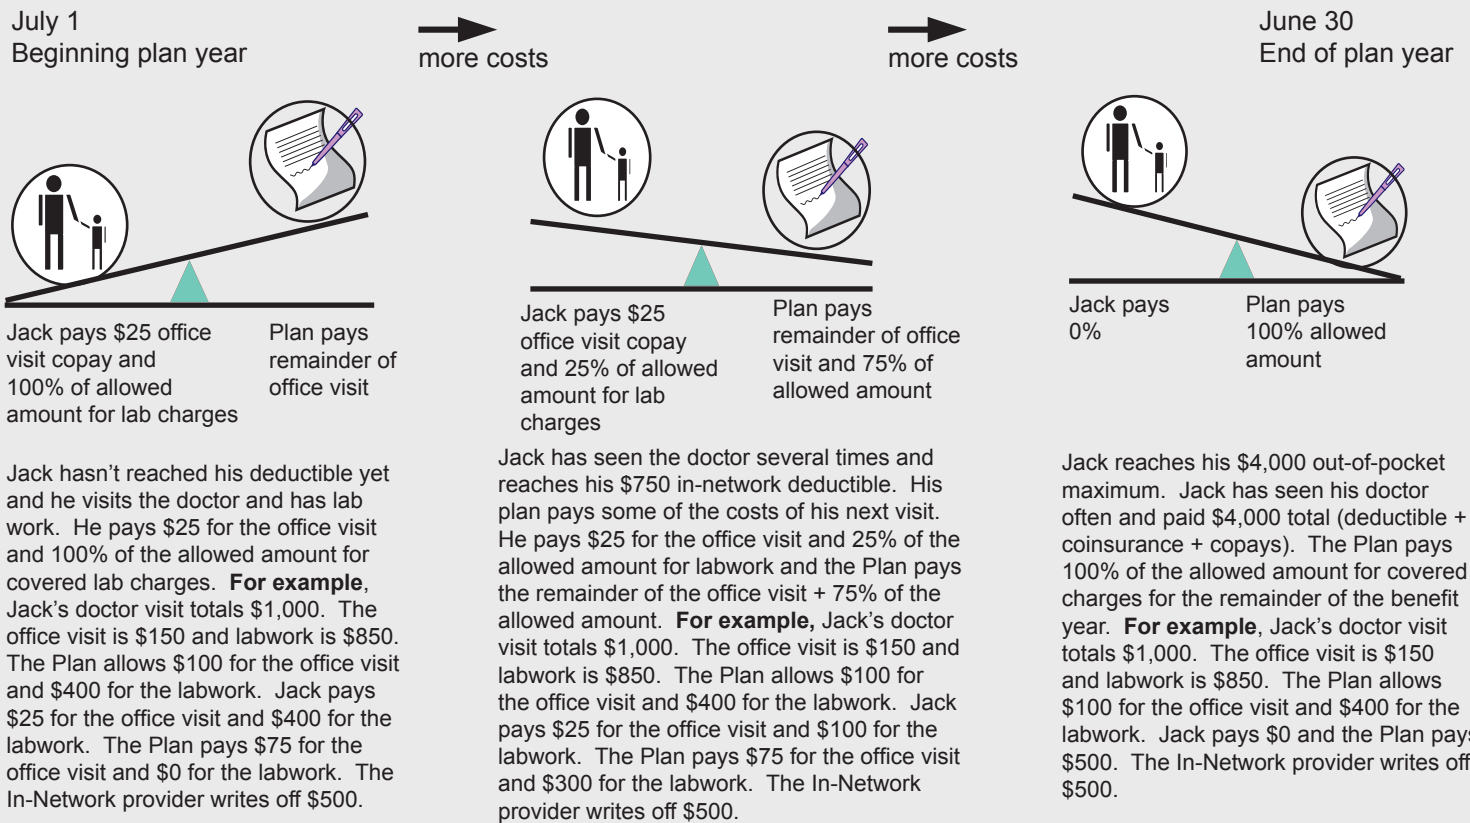 July 1
Beginning plan year
more costs
more costs
June 30
End of plan year
Jack pays $25 office
visit copay and
100% of allowed
amount for lab charges
Plan pays
remainder of
office visit
Jack pays $25
office visit copay
and 25% of allowed
amount for lab
charges
Plan pays
remainder of office
visit and 75% of
allowed amount
Jack pays
0%
Plan pays
100% allowed
amount
Jack hasn’t reached his deductible yet
and he visits the doctor and has lab
work.  He pays $25 for the office visit
and 100% of the allowed amount for
covered lab charges.  For example,
Jack’s doctor visit totals $1,000.  The
office visit is $150 and labwork is $850.
The Plan allows $100 for the office visit
and $400 for the labwork.  Jack pays
$25 for the office visit and $400 for the
labwork.  The Plan pays $75 for the
office visit and $0 for the labwork.  The
In-Network provider writes off $500.
Jack has seen the doctor several times and
reaches his $750 in-network deductible.  His
plan pays some of the costs of his next visit.
He pays $25 for the office visit and 25% of the
allowed amount for labwork and the Plan pays
the remainder of the office visit + 75% of the
allowed amount.  For example, Jack’s doctor
visit totals $1,000.  The office visit is $150 and
labwork is $850.  The Plan allows $100 for
the office visit and $400 for the labwork.  Jack
pays $25 for the office visit and $100 for the
labwork.  The Plan pays $75 for the office visit
and $300 for the labwork.  The In-Network
provider writes off $500.
Jack reaches his $4,000 out-of-pocket
maximum.  Jack has seen his doctor
often and paid $4,000 total (deductible +
coinsurance + copays).  The Plan pays
100% of the allowed amount for covered
charges for the remainder of the benefit
year.  For example, Jack’s doctor visit
totals $1,000.  The office visit is $150
and labwork is $850.  The Plan allows
$100 for the office visit and $400 for the
labwork.  Jack pays $0 and the Plan pays
$500.  The In-Network provider writes off
$500.